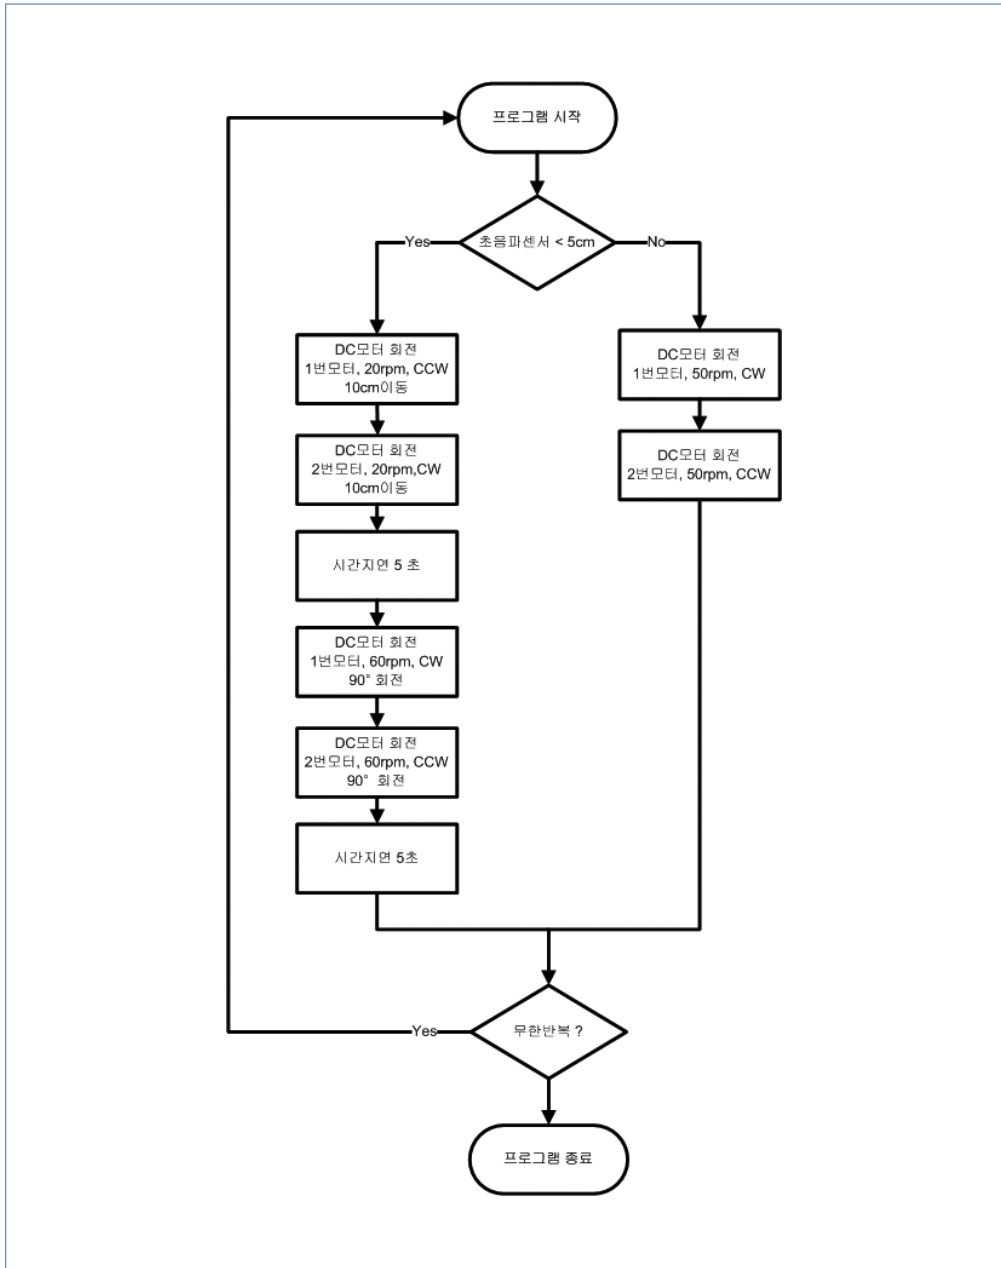 프로그램 시작
초음파센서 < 5cm
Yes
No
DC모터 회전
1번모터, 20rpm, CCW
10cm이동
DC모터 회전
2번모터, 20rpm,CW
10cm이동
시간지연 5 초
DC모터 회전
1번모터, 60rpm, CW
90° 회전
DC모터 회전
2번모터, 60rpm, CCW
90° 회전
시간지연 5초
DC모터 회전
1번모터, 50rpm, CW
DC모터 회전
2번모터, 50rpm, CCW
무한반복 ?
Yes
프로그램 종료